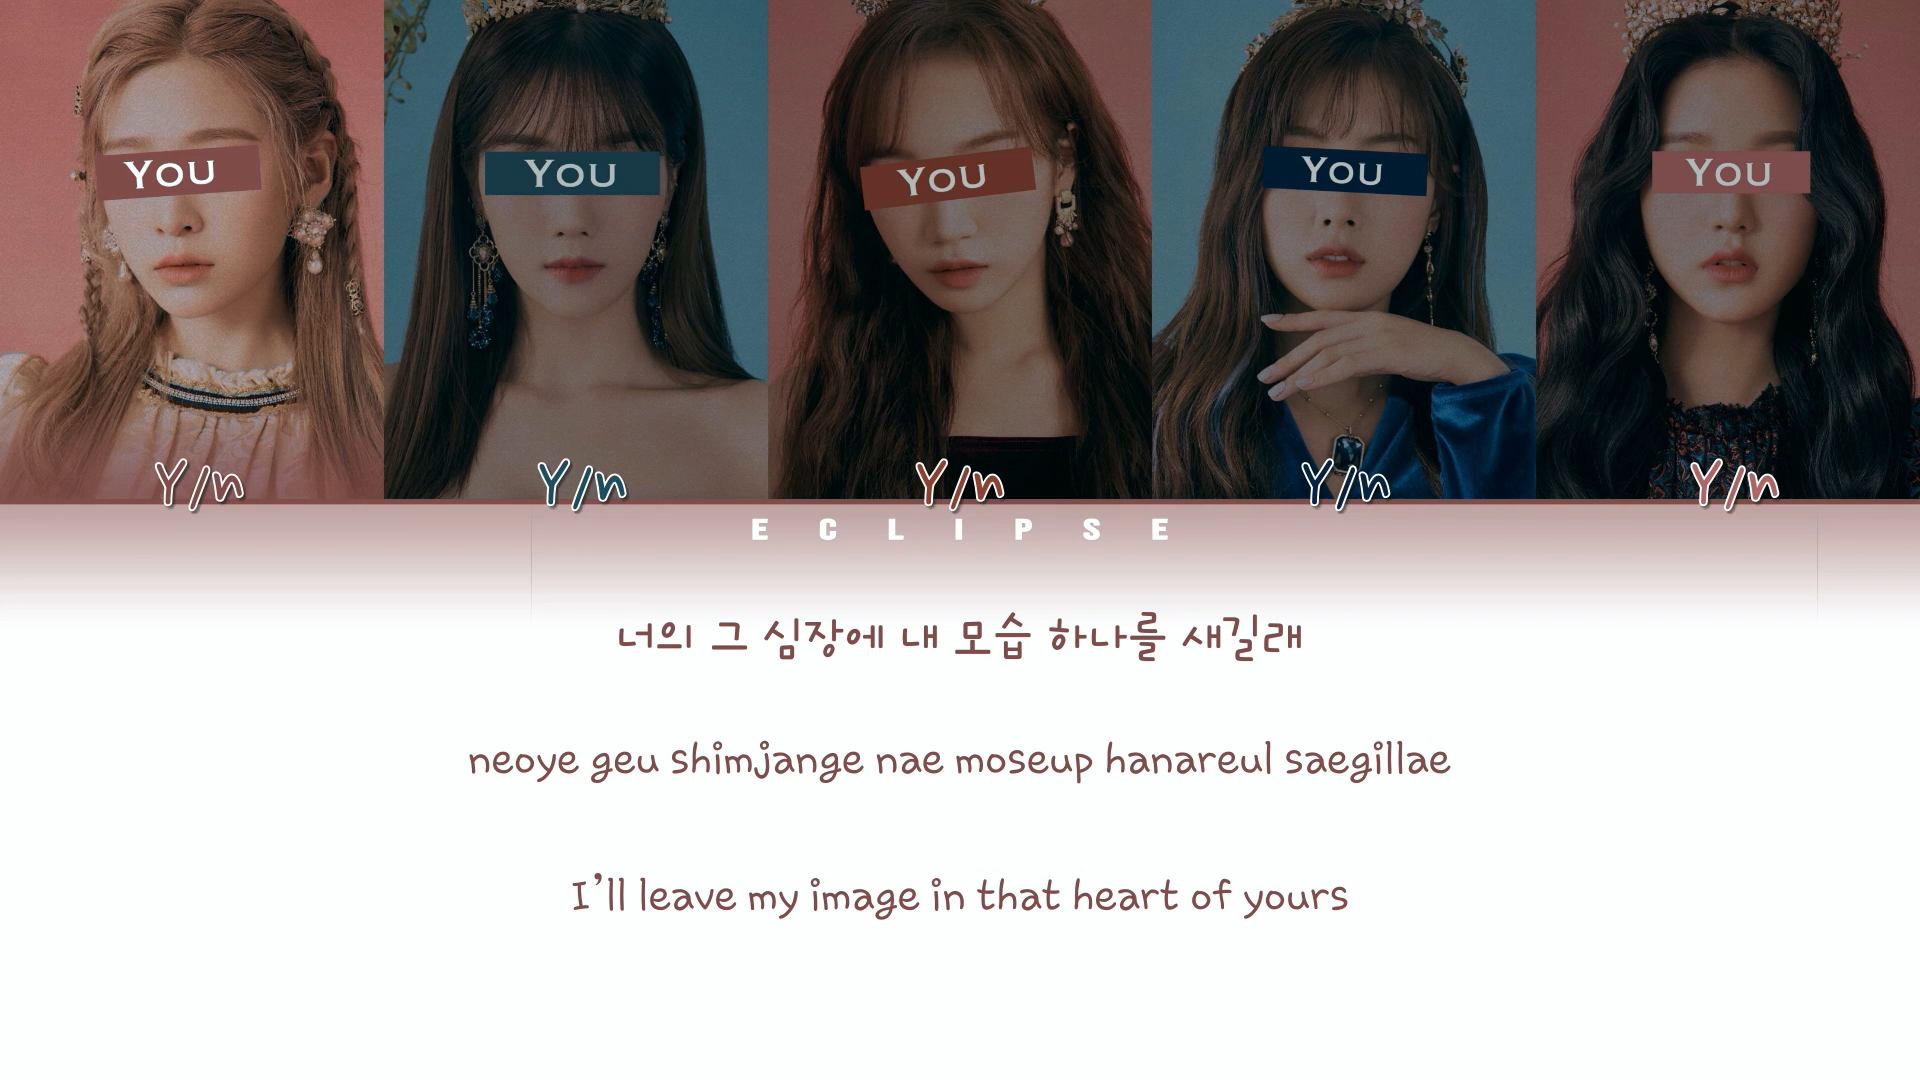 You You You You You
Y/n Y/n Y/n Y/n Y/n
ECLIPSE
너의 그 심장에 내 모습 하나를 새길래
neoye geu shimjange nae moseup hanareul saegillae
I'll leave my image in that heart of yours